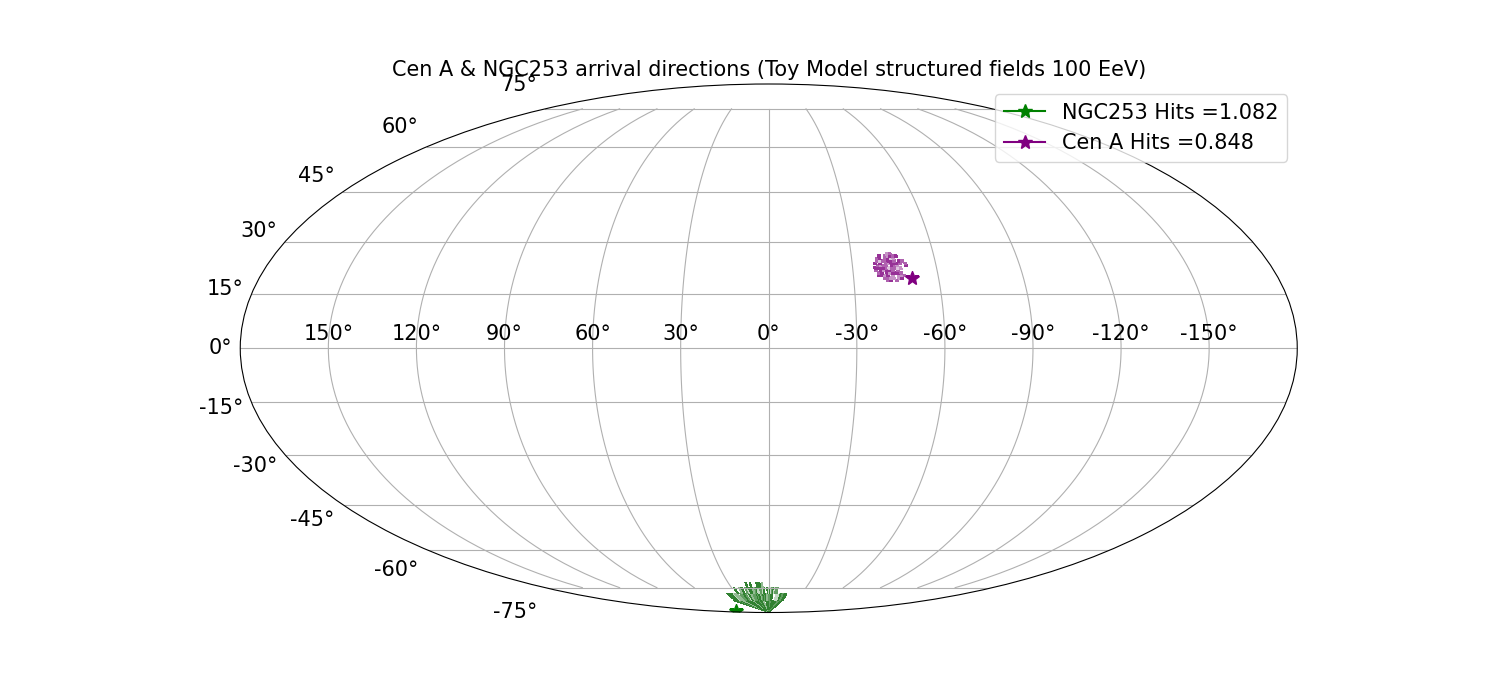 Cen A & NGC253 arrival directions (Toy Model structured fields 100 EeV)
75°
NGC253 Hits =1.082
60°
Cen A Hits =0.848
45°
30°
15°
150° 120° 90° 60° 30° 0° -30° -60° -90° -120° -150°
0°
-15°
-30°
-45°
-60°
-75°